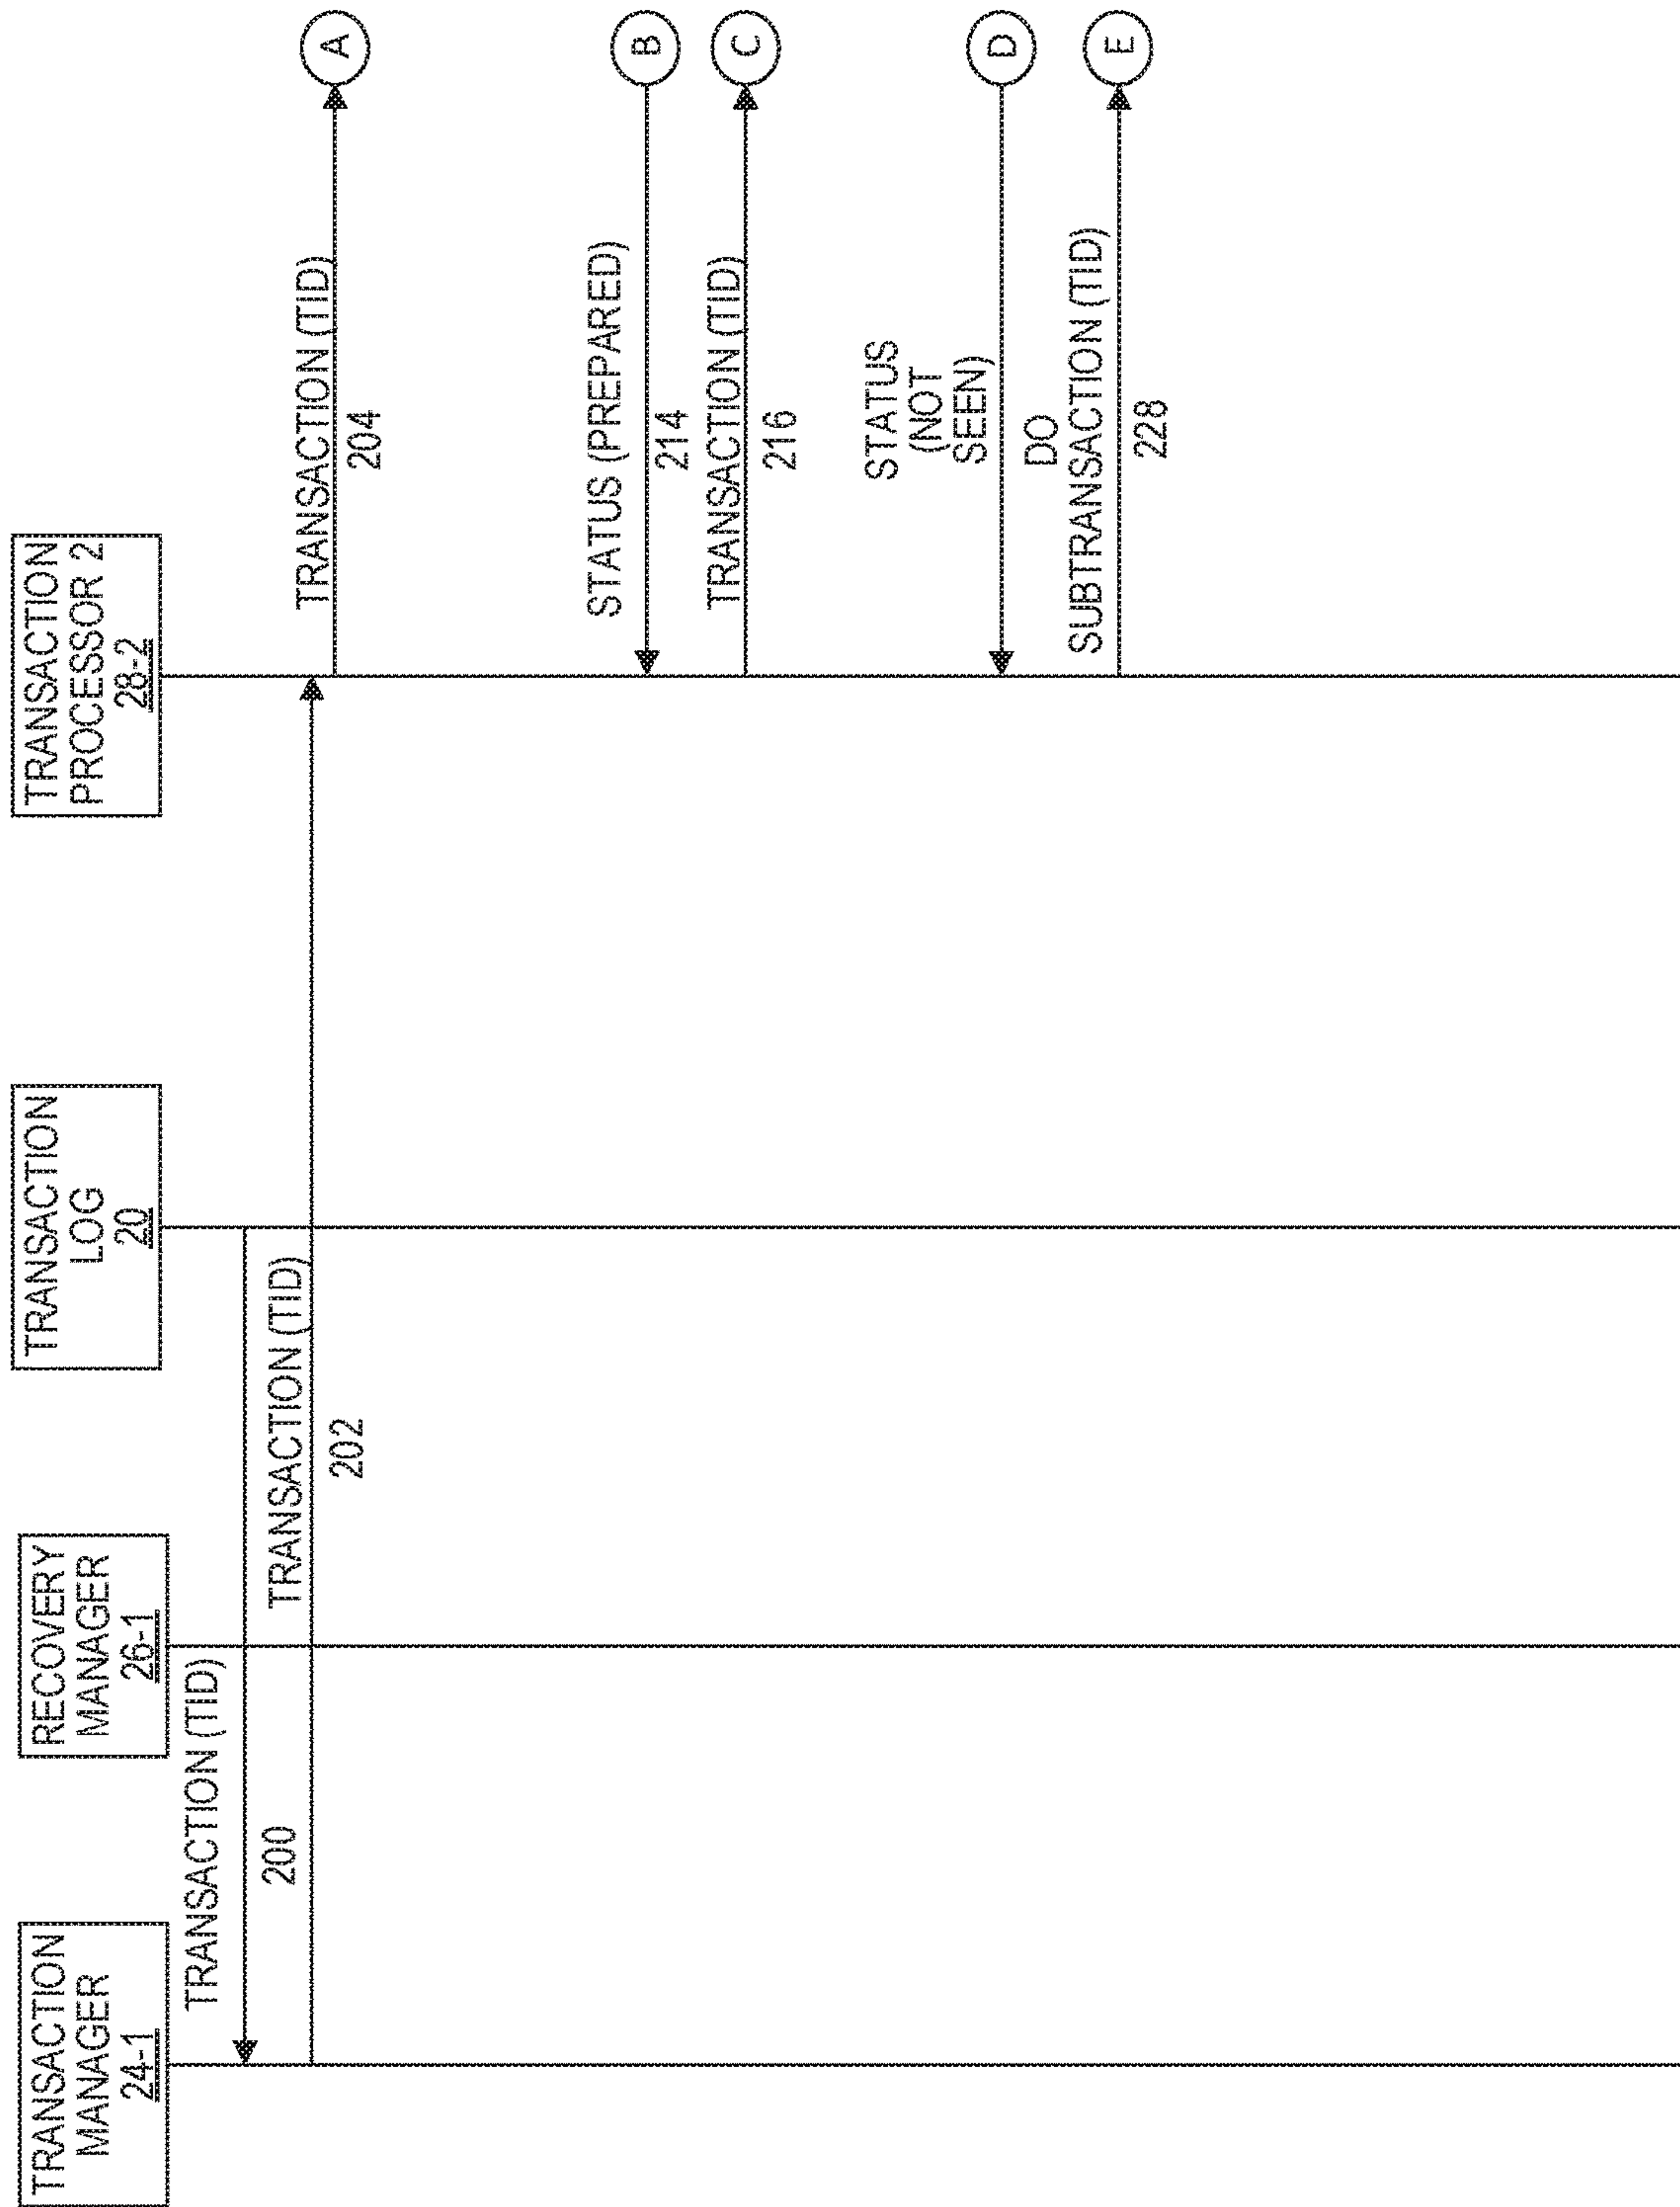 TRANSACTION
MANAGER
24-1
RECOVERY
MANAGER
26-1
TRANSACTION
LOG
20
TRANSACTION
PROCESSOR 2
28-2
TRANSACTION (TID)
200
TRANSACTION (TID)
202
TRANSACTION (TID)
204
A
STATUS (PREPARED)
214
B
TRANSACTION (TID)
216
C
STATUS
(NOT
SEEN)
D
DO
SUBTRANSACTION (TID)
228
E